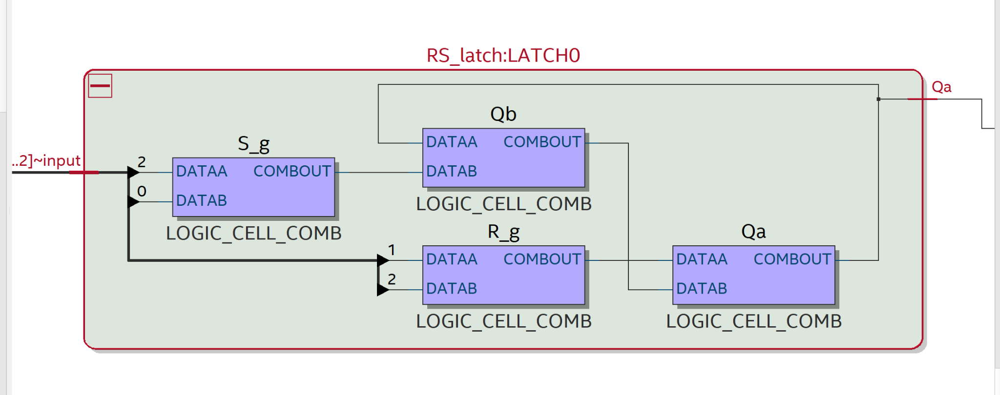 RS_latch:LATCH0
Qa
..2]~input
2
0
S_g
DATAA COMBOUT
DATAB
LOGIC_CELL_COMB
Qb
DATAA COMBOUT
DATAB
LOGIC_CELL_COMB
1
2
R_g
DATAA COMBOUT
DATAB
LOGIC_CELL_COMB
Qa
DATAA COMBOUT
DATAB
LOGIC_CELL_COMB